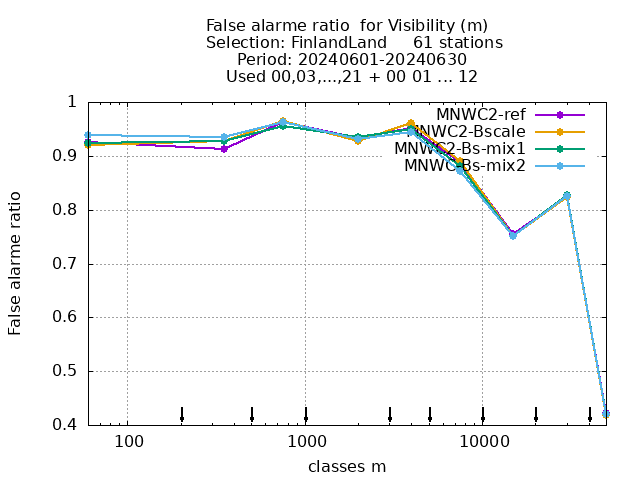 False alarme ratio  for Visibility (m)
Selection: FinlandLand     61 stations
Period: 20240601-20240630
Used 00,03,...,21 + 00 01 ... 12
MNWC2-ref
MNWC2-Bscale
MNWC2-Bs-mix1
MNWC-Bs-mix2
1
0.9
0.8
0.7
0.6
0.5
0.4
False alarme ratio
100 1000 10000
classes m